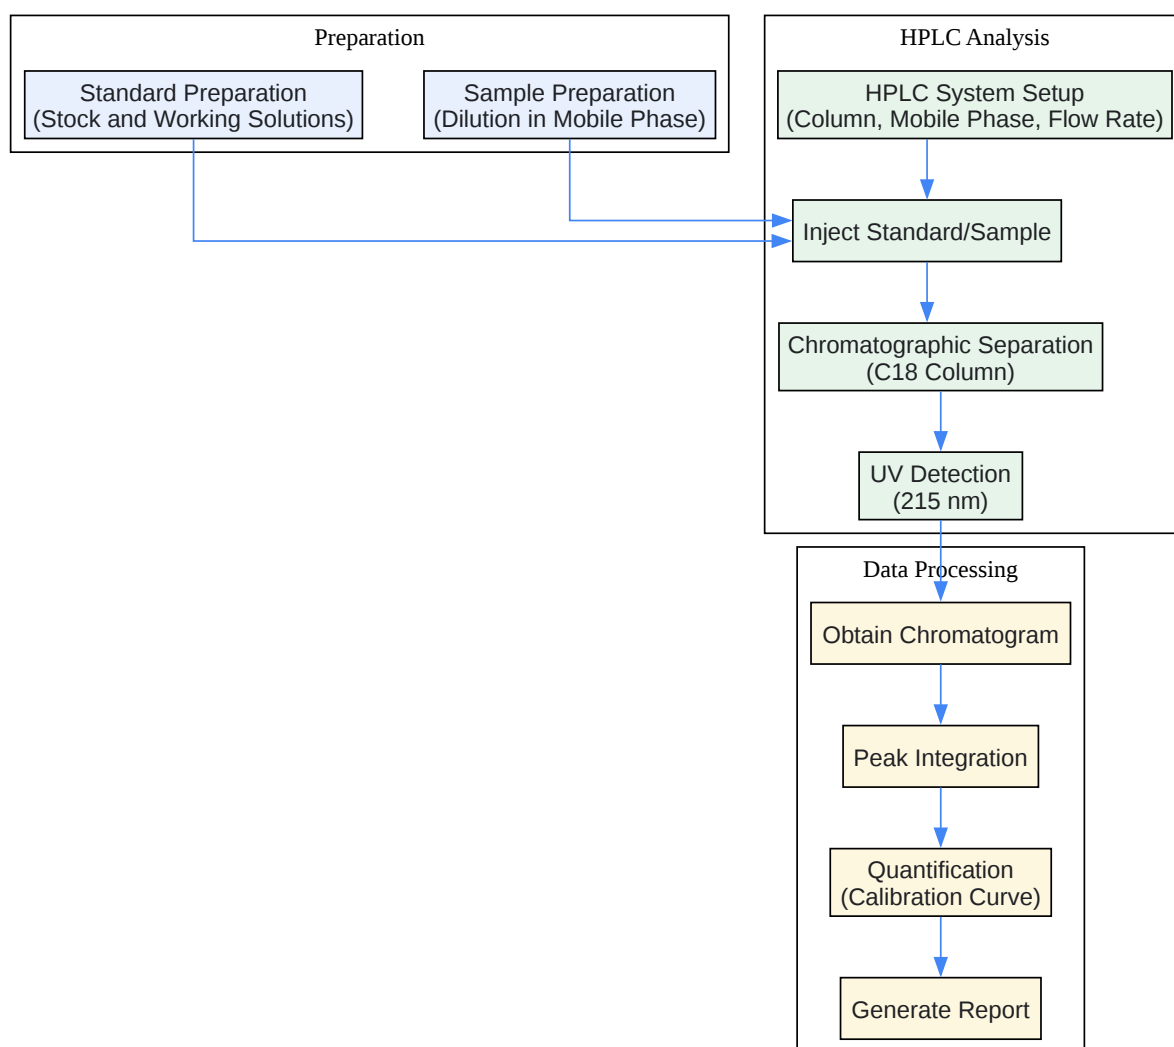 Preparation
Standard Preparation
(Stock and Working Solutions)
Sample Preparation
(Dilution in Mobile Phase)
HPLC Analysis
HPLC System Setup
(Column, Mobile Phase, Flow Rate)
Inject Standard/Sample
Chromatographic Separation
(C18 Column)
UV Detection
(215 nm)
Data Processing
Obtain Chromatogram
Peak Integration
Quantification
(Calibration Curve)
Generate Report